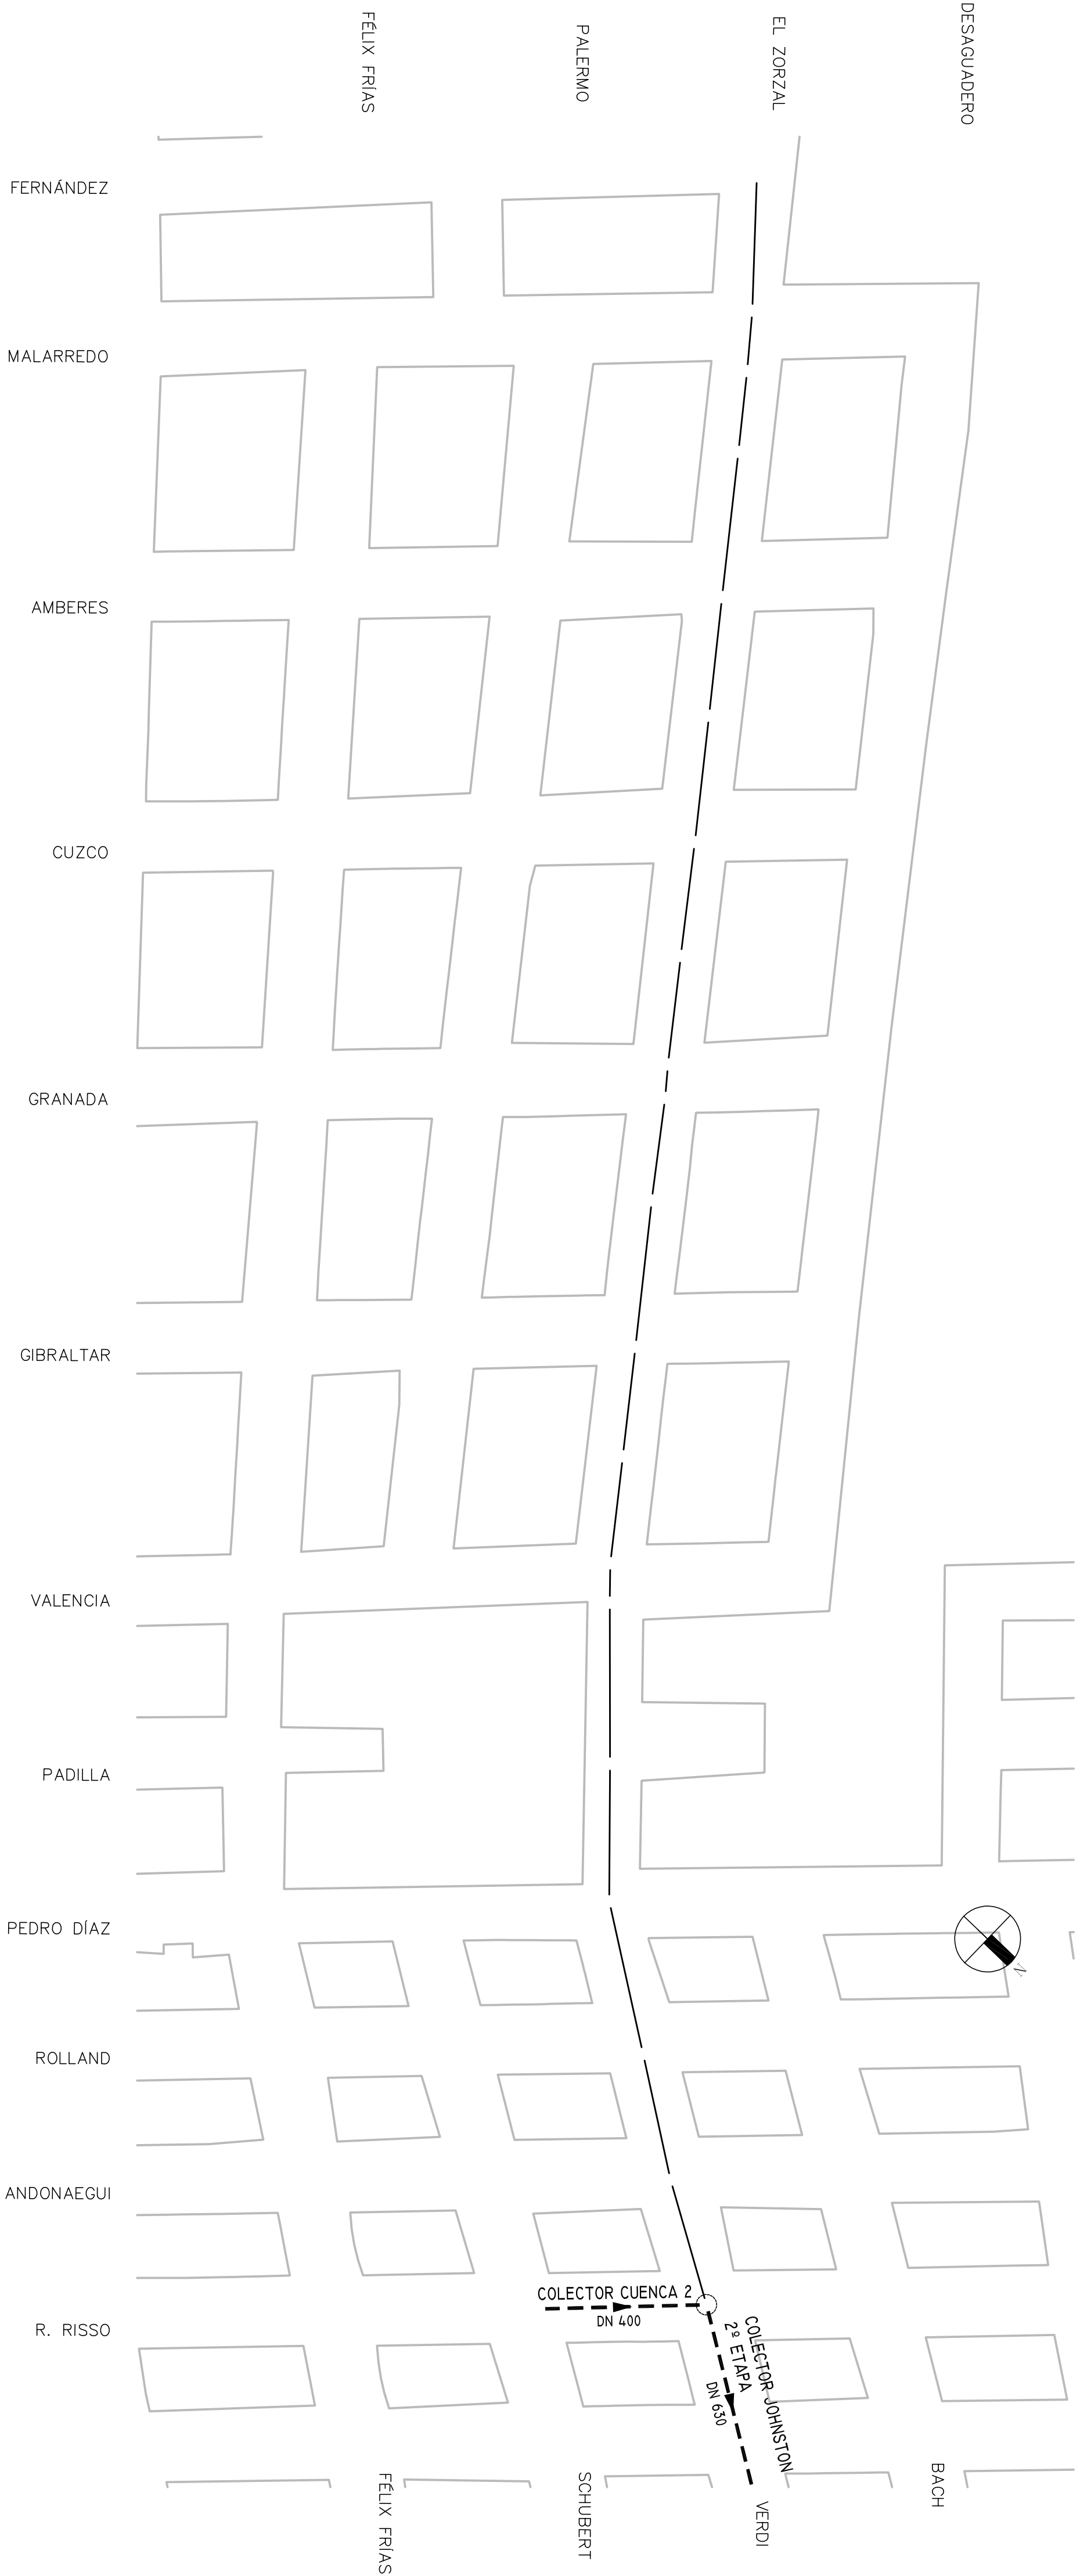 FÉLIX FRÍAS
PALERMO
EL ZORZAL
DESAGUADERO
FERNÁNDEZ
MALARREDO
AMBERES
CUZCO
GRANADA
GIBRALTAR
VALENCIA
PADILLA
PEDRO DÍAZ
N
ROLLAND
ANDONAEGUI
COLECTOR CUENCA 2
DN 400
R. RISSO
COLECTOR JOHNSTON
2º ETAPA
DN 630
FÉLIX FRÍAS
SCHUBERT
VERDI
BACH